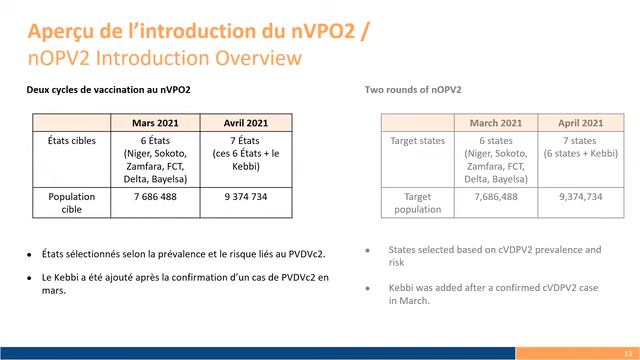 Aperçu de l’introduction du nVPO2 /
nOPV2 Introduction Overview
Deux cycles de vaccination au nVPO2
Mars 2021 Avril 2021
États cibles 6 États 7 États
(Niger, Sokoto, (ces 6 États + le
Zamfara, FCT, Kebbi)
Delta, Bayelsa)
Population 7 686 488 9 374 734
cible
• États sélectionnés selon la prévalence et le risque liés au PVDVc2.
• Le Kebbi a été ajouté après la confirmation d’un cas de PVDVc2 en
mars.
Two rounds of nOPV2
March 2021 April 2021
Target states 6 states 7 states
(Niger, Sokoto, (6 states + Kebbi)
Zamfara, FCT,
Delta, Bayelsa)
Target 7,686,488 9,374,734
population
• States selected based on cVDPV2 prevalence and
risk
• Kebbi was added after a confirmed cVDPV2 case
in March.
13